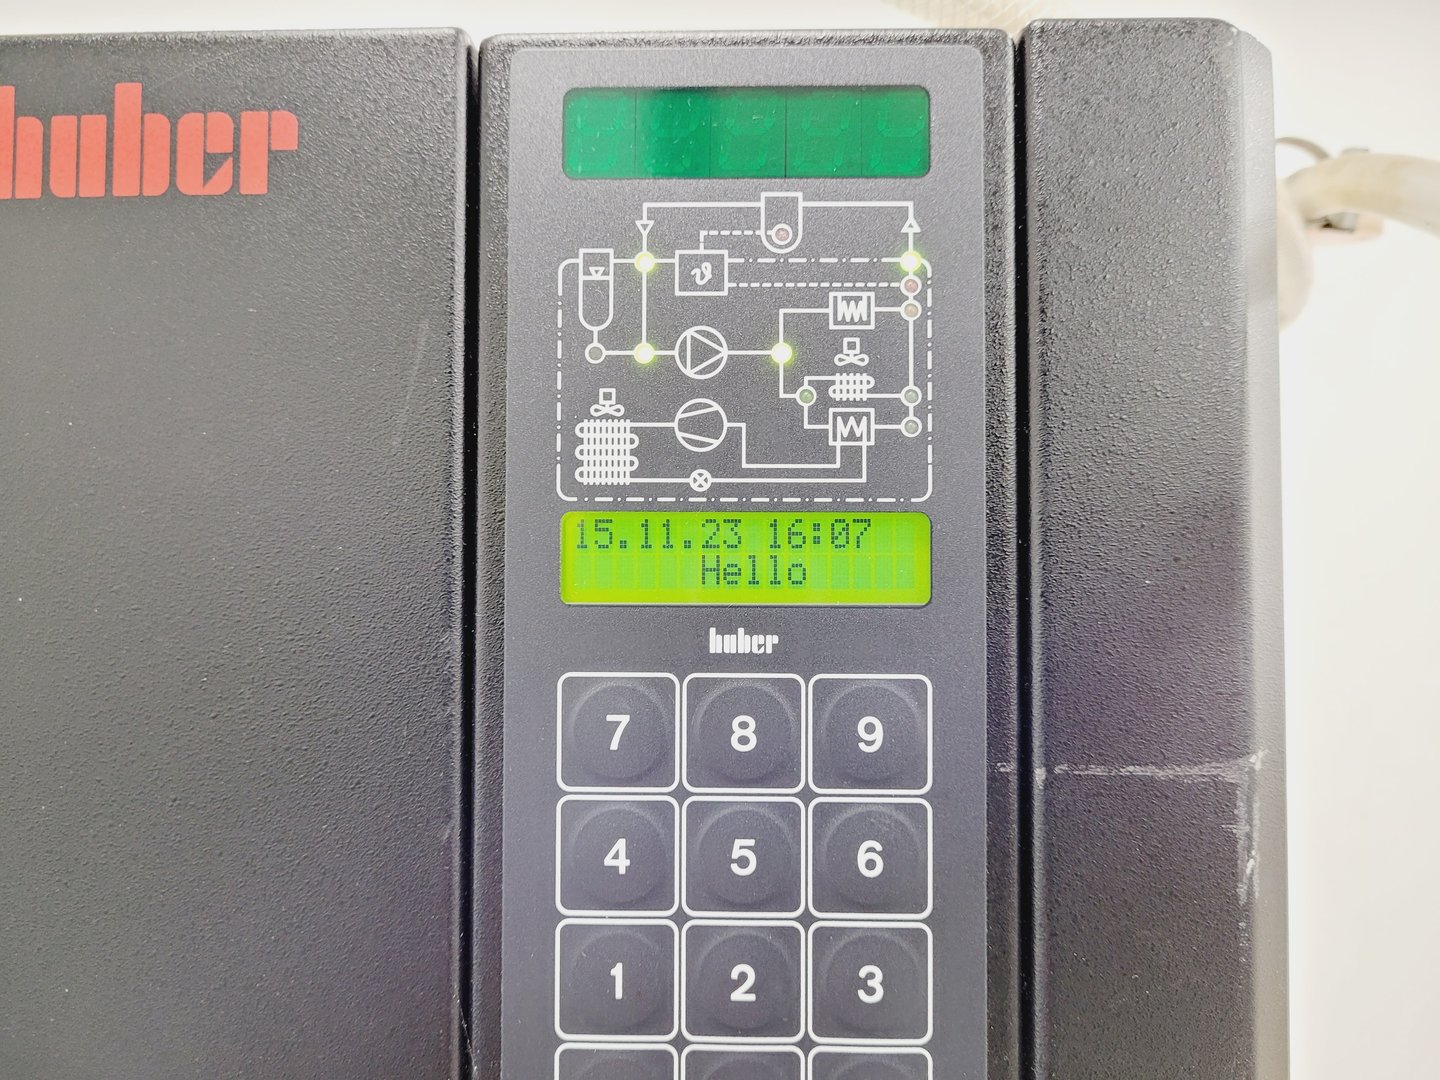 huber
ϑ
15.11.23 16:07
Hello
huber
7 8 9
4 5 6
1 2 3